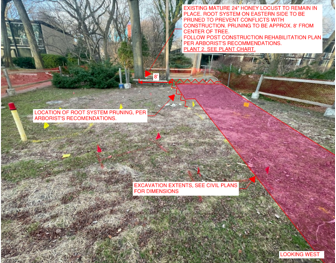 EXISTING MATURE 24" HONEY LOCUST TO REMAIN IN
PLACE. ROOT SYSTEM ON EASTERN SIDE TO BE
PRUNED TO PREVENT CONFLICTS WITH
CONSTRUCTION. PRUNING TO BE APPROX. 8' FROM
CENTER OF TREE.
FOLLOW POST CONSTRUCTION REHABILITATION PLAN
PER ARBORIST'S RECOMMENDATIONS.
PLANT 2, SEE PLANT CHART.
8'
LOCATION OF ROOT SYSTEM PRUNING, PER
ARBORIST'S RECOMENDATIONS.
EXCAVATION EXTENTS, SEE CIVIL PLANS
FOR DIMENSIONS
LOOKING WEST